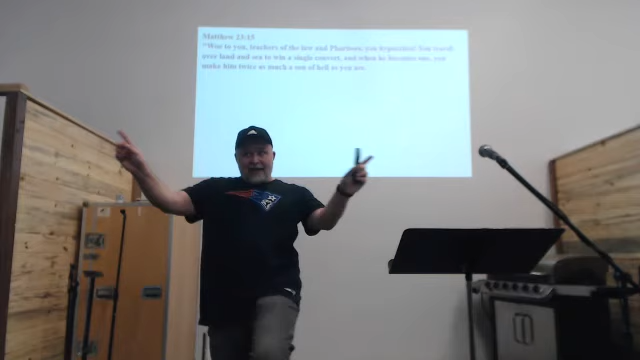 Matthew 23:15
"Woe to you, teachers of the law and Pharisees, you hypocrites! You travel
over land and sea to win a single convert, and when he becomes one, you
make him twice as much a son of hell as you are.